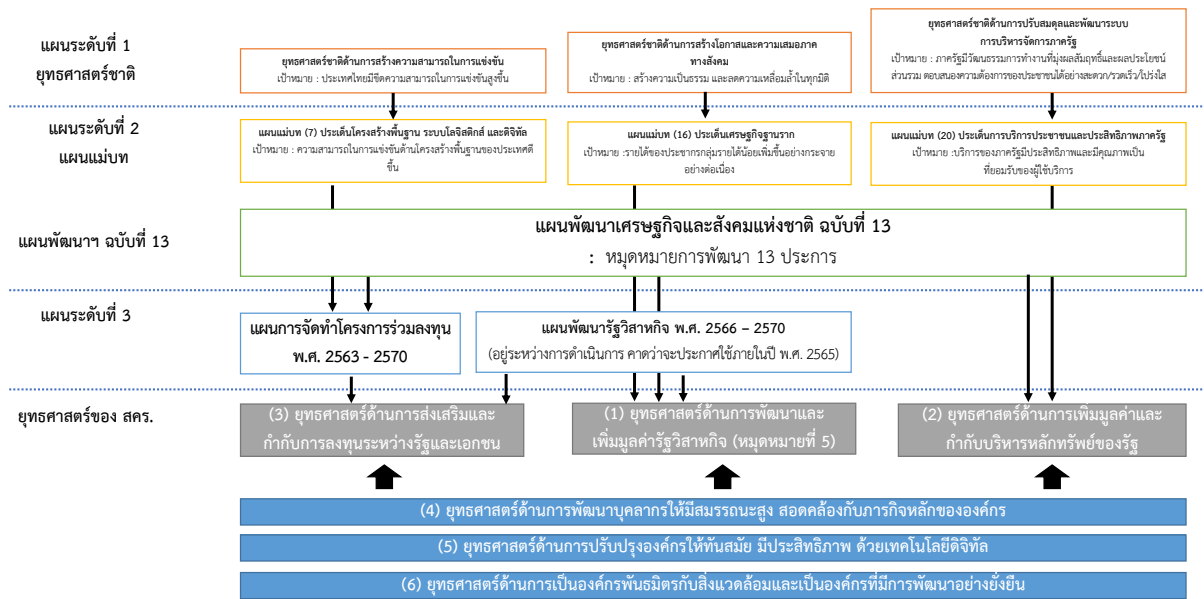 แผนระดับที่ 1
ยุทธศาสตร์ชาติ
ยุทธศาสตร์ชาติด้านการสร้างความสามารถในการแข่งขัน
เป้าหมาย : ประเทศไทยมีขีดความสามารถในการแข่งขันสูงขึ้น
ยุทธศาสตร์ชาติด้านการสร้างโอกาสและความเสมอภาค
ทางสังคม
เป้าหมาย : สร้างความเป็นธรรม และลดความเหลื่อมล้ำในทุกมิติ
ยุทธศาสตร์ชาติด้านการปรับสมดุลและพัฒนาระบบ
การบริหารจัดการภาครัฐ
เป้าหมาย : ภาครัฐมีวัฒนธรรมการทำงานที่มุ่งผลสัมฤทธิ์และผลประโยชน์
ส่วนรวม ตอบสนองความต้องการของประชาชนได้อย่างสะดวก/รวดเร็ว/โปร่งใส
แผนระดับที่ 2
แผนแม่บท
แผนแม่บท (7) ประเด็นโครงสร้างพื้นฐาน ระบบโลจิสติกส์ และดิจิทัล
เป้าหมาย : ความสามารถในการแข่งขันด้านโครงสร้างพื้นฐานของประเทศดี
ขึ้น
แผนแม่บท (16) ประเด็นเศรษฐกิจฐานราก
เป้าหมาย :รายได้ของประชากรกลุ่มรายได้น้อยเพิ่มขึ้นอย่างกระจาย
อย่างต่อเนื่อง
แผนแม่บท (20) ประเด็นการบริการประชาชนและประสิทธิภาพภาครัฐ
เป้าหมาย :บริการของภาครัฐมีประสิทธิภาพและมีคุณภาพเป็น
ที่ยอมรับของผู้ใช้บริการ
แผนพัฒนาฯ ฉบับที่ 13
แผนพัฒนาเศรษฐกิจและสังคมแห่งชาติ ฉบับที่ 13
: หมุดหมายการพัฒนา 13 ประการ
แผนระดับที่ 3
แผนการจัดทำโครงการร่วมลงทุน
พ.ศ. 2563 - 2570
แผนพัฒนารัฐวิสาหกิจ พ.ศ. 2566 – 2570
(อยู่ระหว่างการดำเนินการ คาดว่าจะประกาศใช้ภายในปี พ.ศ. 2565)
ยุทธศาสตร์ของ สคร.
(3) ยุทธศาสตร์ด้านการส่งเสริมและ
กำกับการลงทุนระหว่างรัฐและเอกชน
(1) ยุทธศาสตร์ด้านการพัฒนาและ
เพิ่มมูลค่ารัฐวิสาหกิจ (หมุดหมายที่ 5)
(2) ยุทธศาสตร์ด้านการเพิ่มมูลค่าและ
กำกับบริหารหลักทรัพย์ของรัฐ
(4) ยุทธศาสตร์ด้านการพัฒนาบุคลากรให้มีสมรรถนะสูง สอดคล้องกับภารกิจหลักขององค์กร
(5) ยุทธศาสตร์ด้านการปรับปรุงองค์กรให้ทันสมัย มีประสิทธิภาพ ด้วยเทคโนโลยีดิจิทัล
(6) ยุทธศาสตร์ด้านการเป็นองค์กรพันธมิตรกับสิ่งแวดล้อมและเป็นองค์กรที่มีการพัฒนาอย่างยั่งยืน